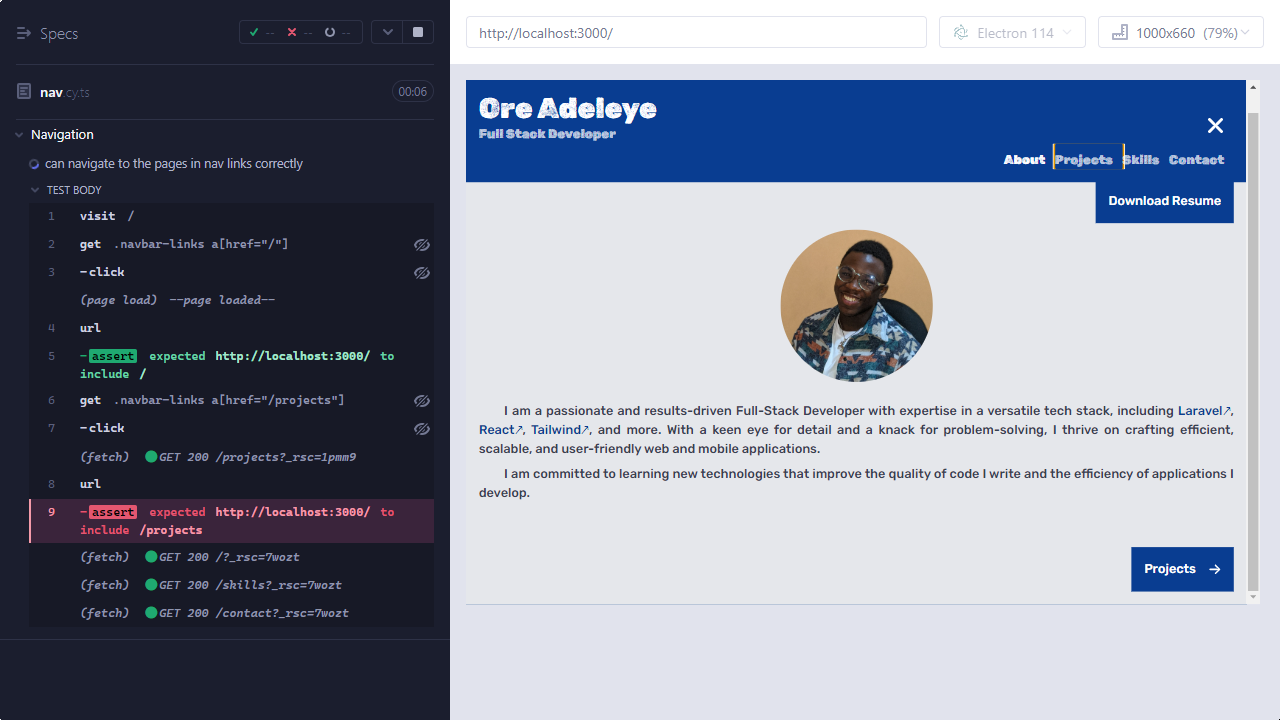 Specs
-- -- --
nav.cy.ts
00:06
Navigation
can navigate to the pages in nav links correctly
TEST BODY
1 visit /
2 get .navbar-links a[href="/"]
3 -click
(page load) --page loaded--
4 url
5 -assert expected http://localhost:3000/ to
include /
6 get .navbar-links a[href="/projects"]
7 -click
(fetch) GET 200 /projects?_rsc=1pmm9
8 url
9 -assert expected http://localhost:3000/ to
include /projects
(fetch) GET 200 /?_rsc=7wozt
(fetch) GET 200 /skills?_rsc=7wozt
(fetch) GET 200 /contact?_rsc=7wozt
http://localhost:3000/
Electron 114
1000x660 (79%)
Ore Adeleye
Full Stack Developer
About Projects Skills Contact
Download Resume
I am a passionate and results-driven Full-Stack Developer with expertise in a versatile tech stack, including Laravel↗,
React↗, Tailwind↗, and more. With a keen eye for detail and a knack for problem-solving, I thrive on crafting efficient,
scalable, and user-friendly web and mobile applications.
I am committed to learning new technologies that improve the quality of code I write and the efficiency of applications I
develop.
Projects →